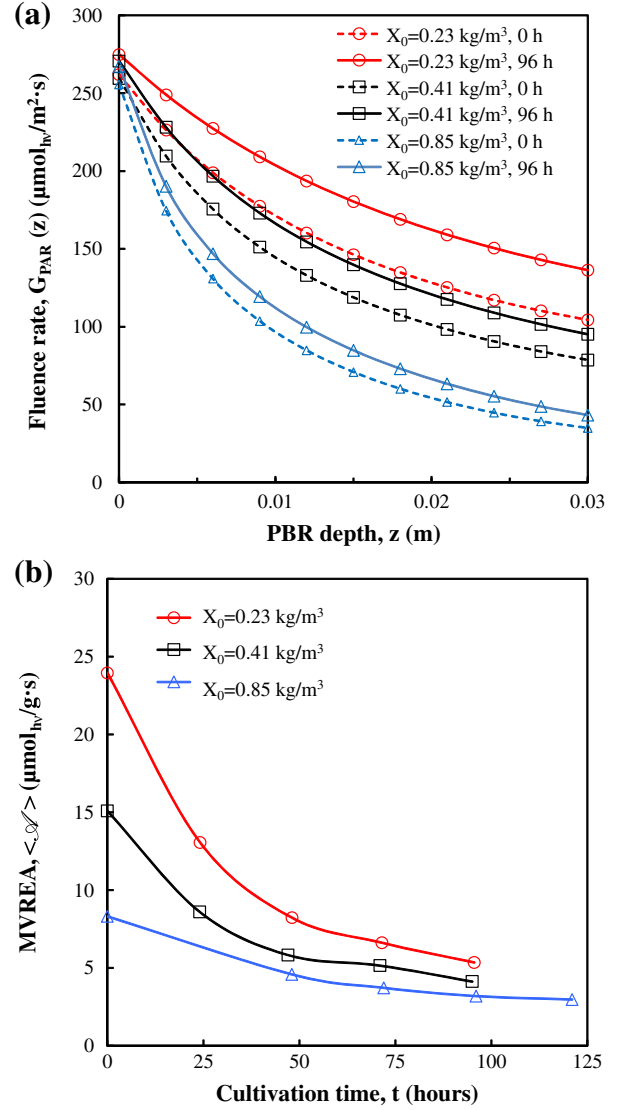 (a)
300
250
200
150
100
50
0
Fluence rate, G_PAR (z) (μmol_hν/m²·s)
X₀=0.23 kg/m³, 0 h
X₀=0.23 kg/m³, 96 h
X₀=0.41 kg/m³, 0 h
X₀=0.41 kg/m³, 96 h
X₀=0.85 kg/m³, 0 h
X₀=0.85 kg/m³, 96 h
0 0.01 0.02 0.03
PBR depth, z (m)
(b)
30
25
20
15
10
5
0
MVREA, <𝒜> (μmol_hν/g·s)
X₀=0.23 kg/m³
X₀=0.41 kg/m³
X₀=0.85 kg/m³
0 25 50 75 100 125
Cultivation time, t (hours)